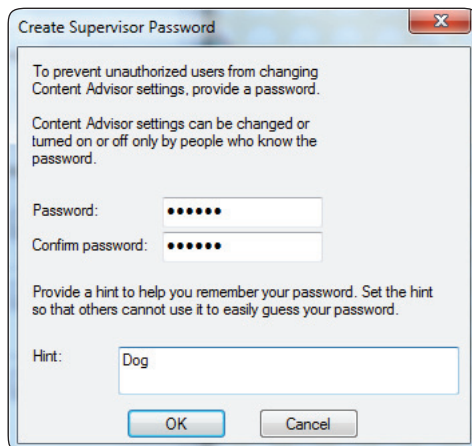 Create Supervisor Password
To prevent unauthorized users from changing
Content Advisor settings, provide a password.
Content Advisor settings can be changed or
turned on or off only by people who know the
password.
Password: ●●●●●●
Confirm password: ●●●●●●
Provide a hint to help you remember your password. Set the hint
so that others cannot use it to easily guess your password.
Hint: Dog
OK Cancel